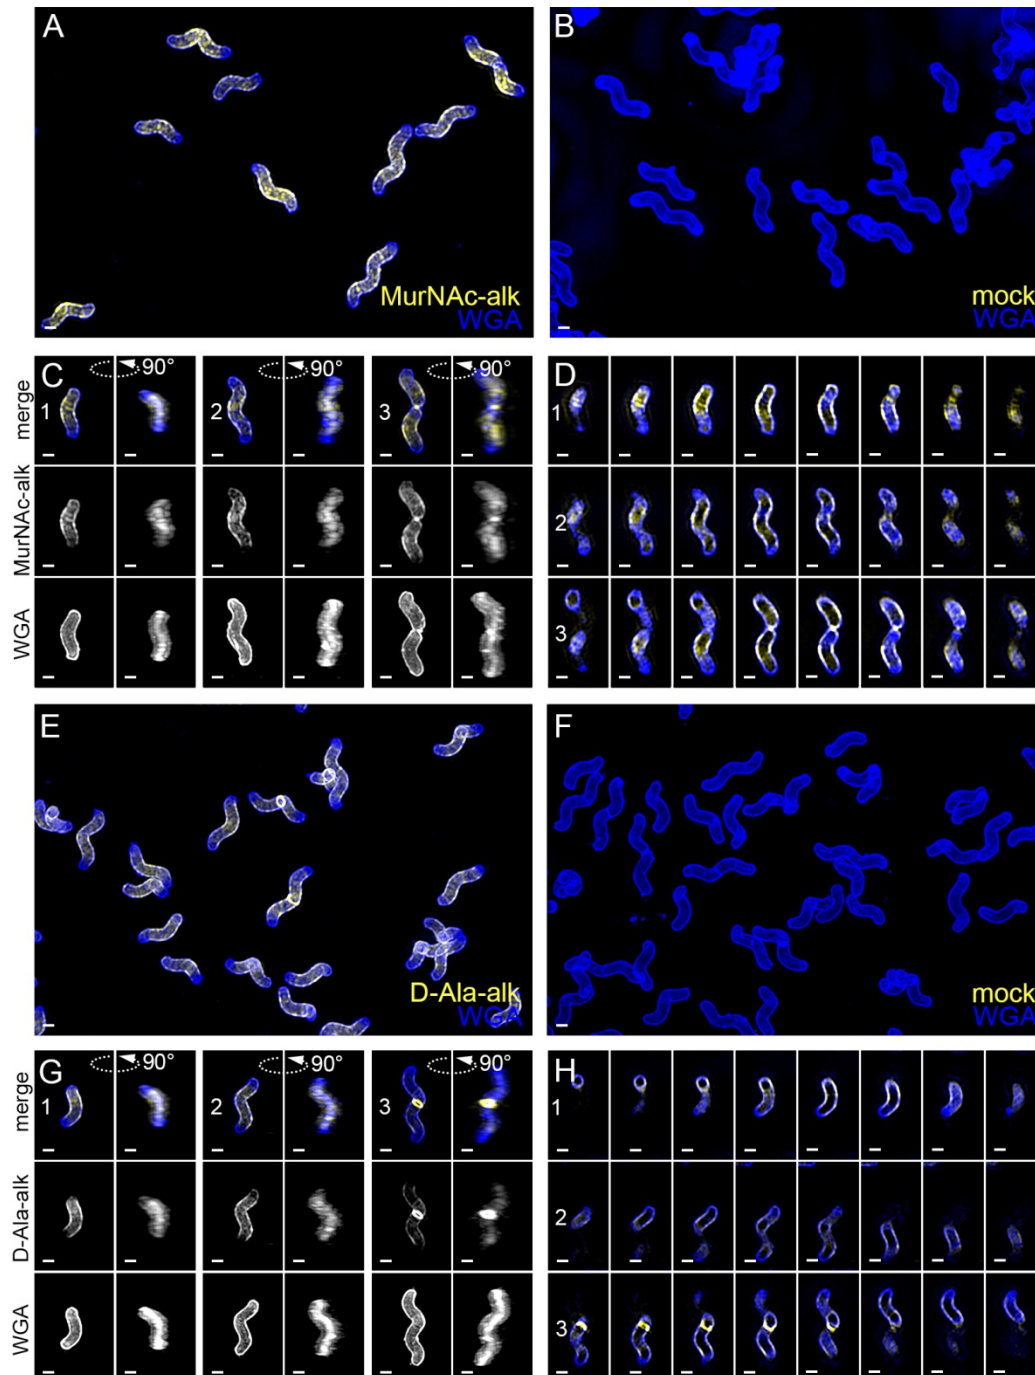 A
MurNAc-alk
WGA
B
mock
WGA
C
90°
90°
90°
merge
1
2
3
MurNAc-alk
WGA
D
1
2
3
E
D-Ala-alk
WGA
F
mock
WGA
G
90°
90°
90°
merge
1
2
3
D-Ala-alk
WGA
H
1
2
3